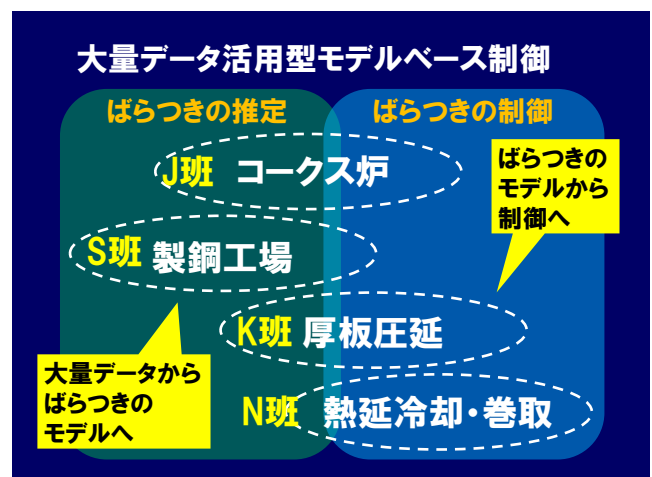 大量データ活用型モデルベース制御
ばらつきの推定
ばらつきの制御
J班 コークス炉
ばらつきの
モデルから
制御へ
S班 製鋼工場
K班 厚板圧延
大量データから
ばらつきの
モデルへ
N班 熱延冷却・巻取